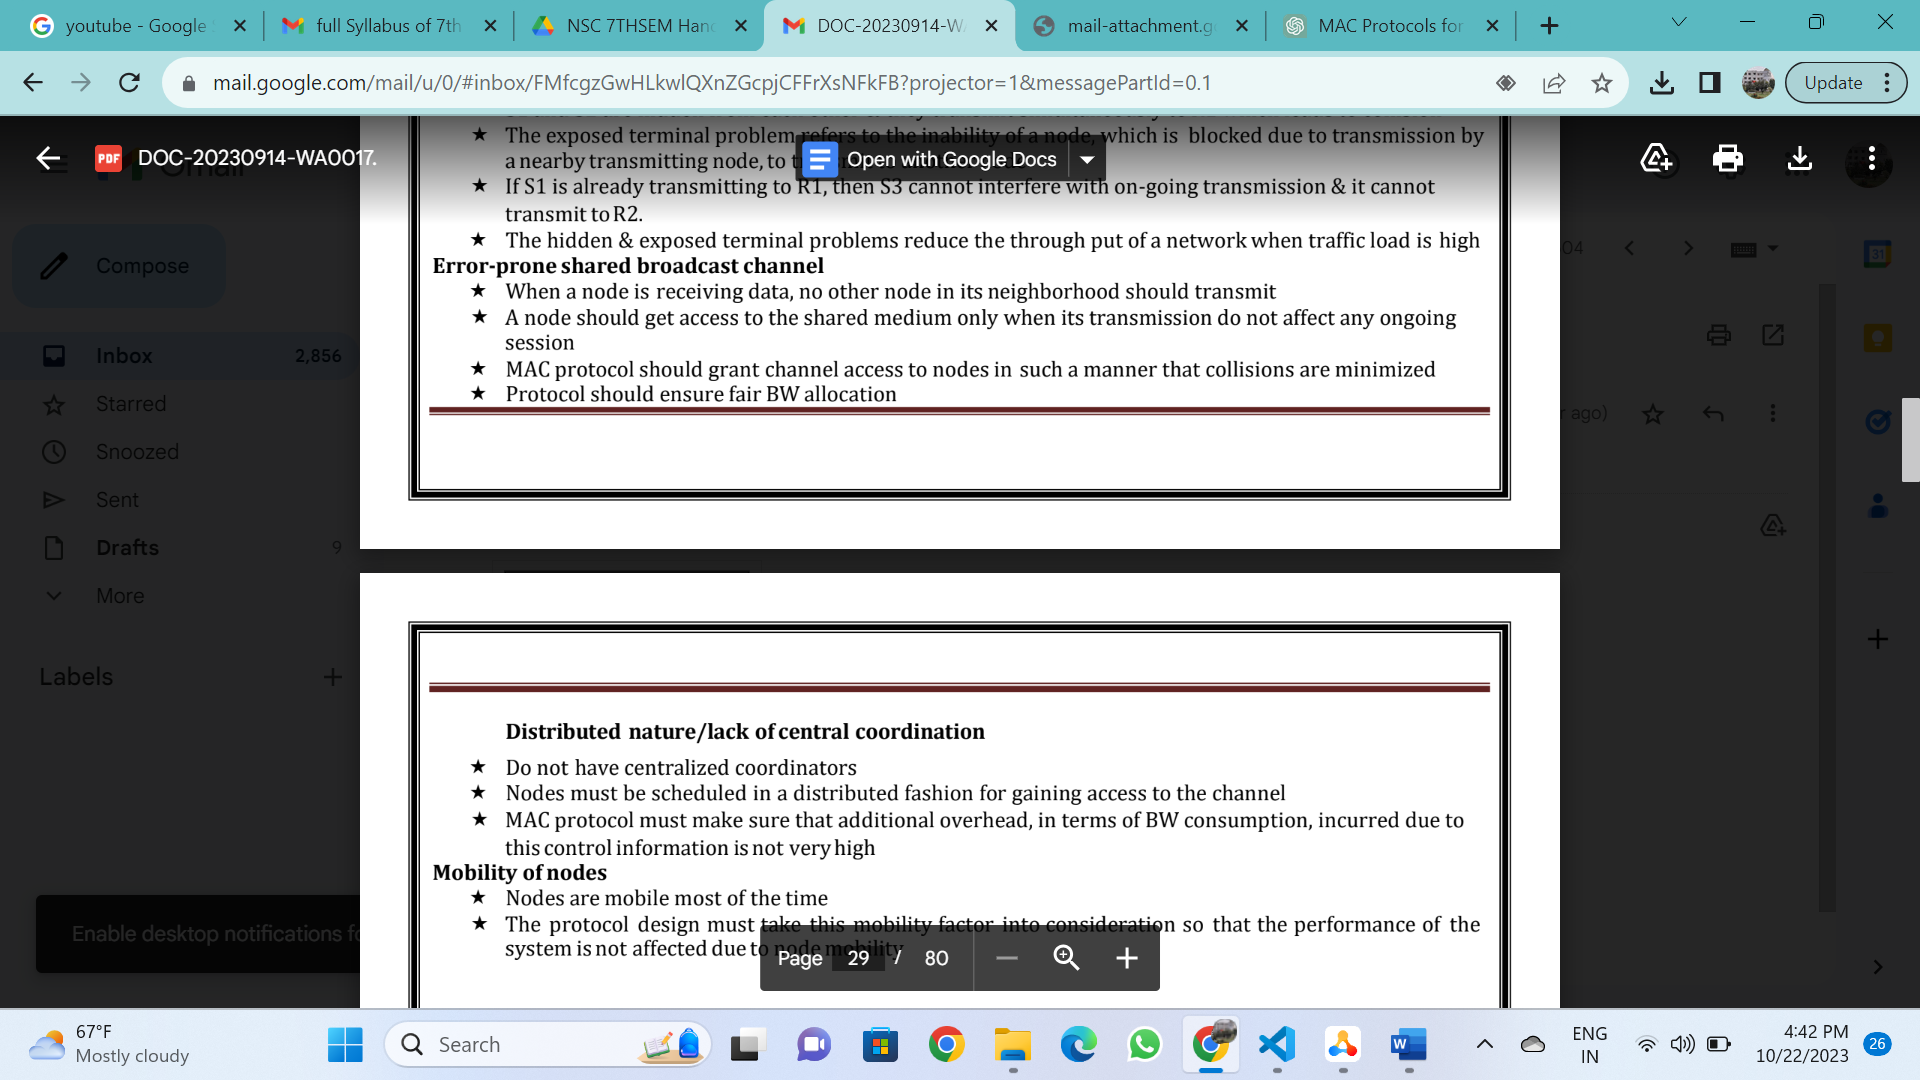 youtube - Google
full Syllabus of 7th
NSC 7THSEM Hand
DOC-20230914-W
mail-attachment.g
MAC Protocols for
mail.google.com/mail/u/0/#inbox/FMfcgzGwHLkwlQXnZGcpjCFFrXsNFkFB?projector=1&messagePartId=0.1
Update
PDF
DOC-20230914-WA0017.
Gmail
Open with Google Docs
★ The exposed terminal problem refers to the inability of a node, which is blocked due to transmission by
a nearby transmitting node, to
★ If S1 is already transmitting to R1, then S3 cannot interfere with on-going transmission & it cannot
transmit to R2.
★ The hidden & exposed terminal problems reduce the through put of a network when traffic load is high
Error-prone shared broadcast channel
★ When a node is receiving data, no other node in its neighborhood should transmit
★ A node should get access to the shared medium only when its transmission do not affect any ongoing
session
★ MAC protocol should grant channel access to nodes in such a manner that collisions are minimized
★ Protocol should ensure fair BW allocation
Distributed nature/lack of central coordination
★ Do not have centralized coordinators
★ Nodes must be scheduled in a distributed fashion for gaining access to the channel
★ MAC protocol must make sure that additional overhead, in terms of BW consumption, incurred due to
this control information is not very high
Mobility of nodes
★ Nodes are mobile most of the time
★ The protocol design must take this mobility factor into consideration so that the performance of the
system is not affected due to node mobility
Page 29 / 80
Compose
Inbox 2,856
Starred
Snoozed
Sent
Drafts 9
More
Labels
Enable desktop notifications fo
04
ago)
31
67°F
Mostly cloudy
Search
ENG
IN
4:42 PM
10/22/2023
26